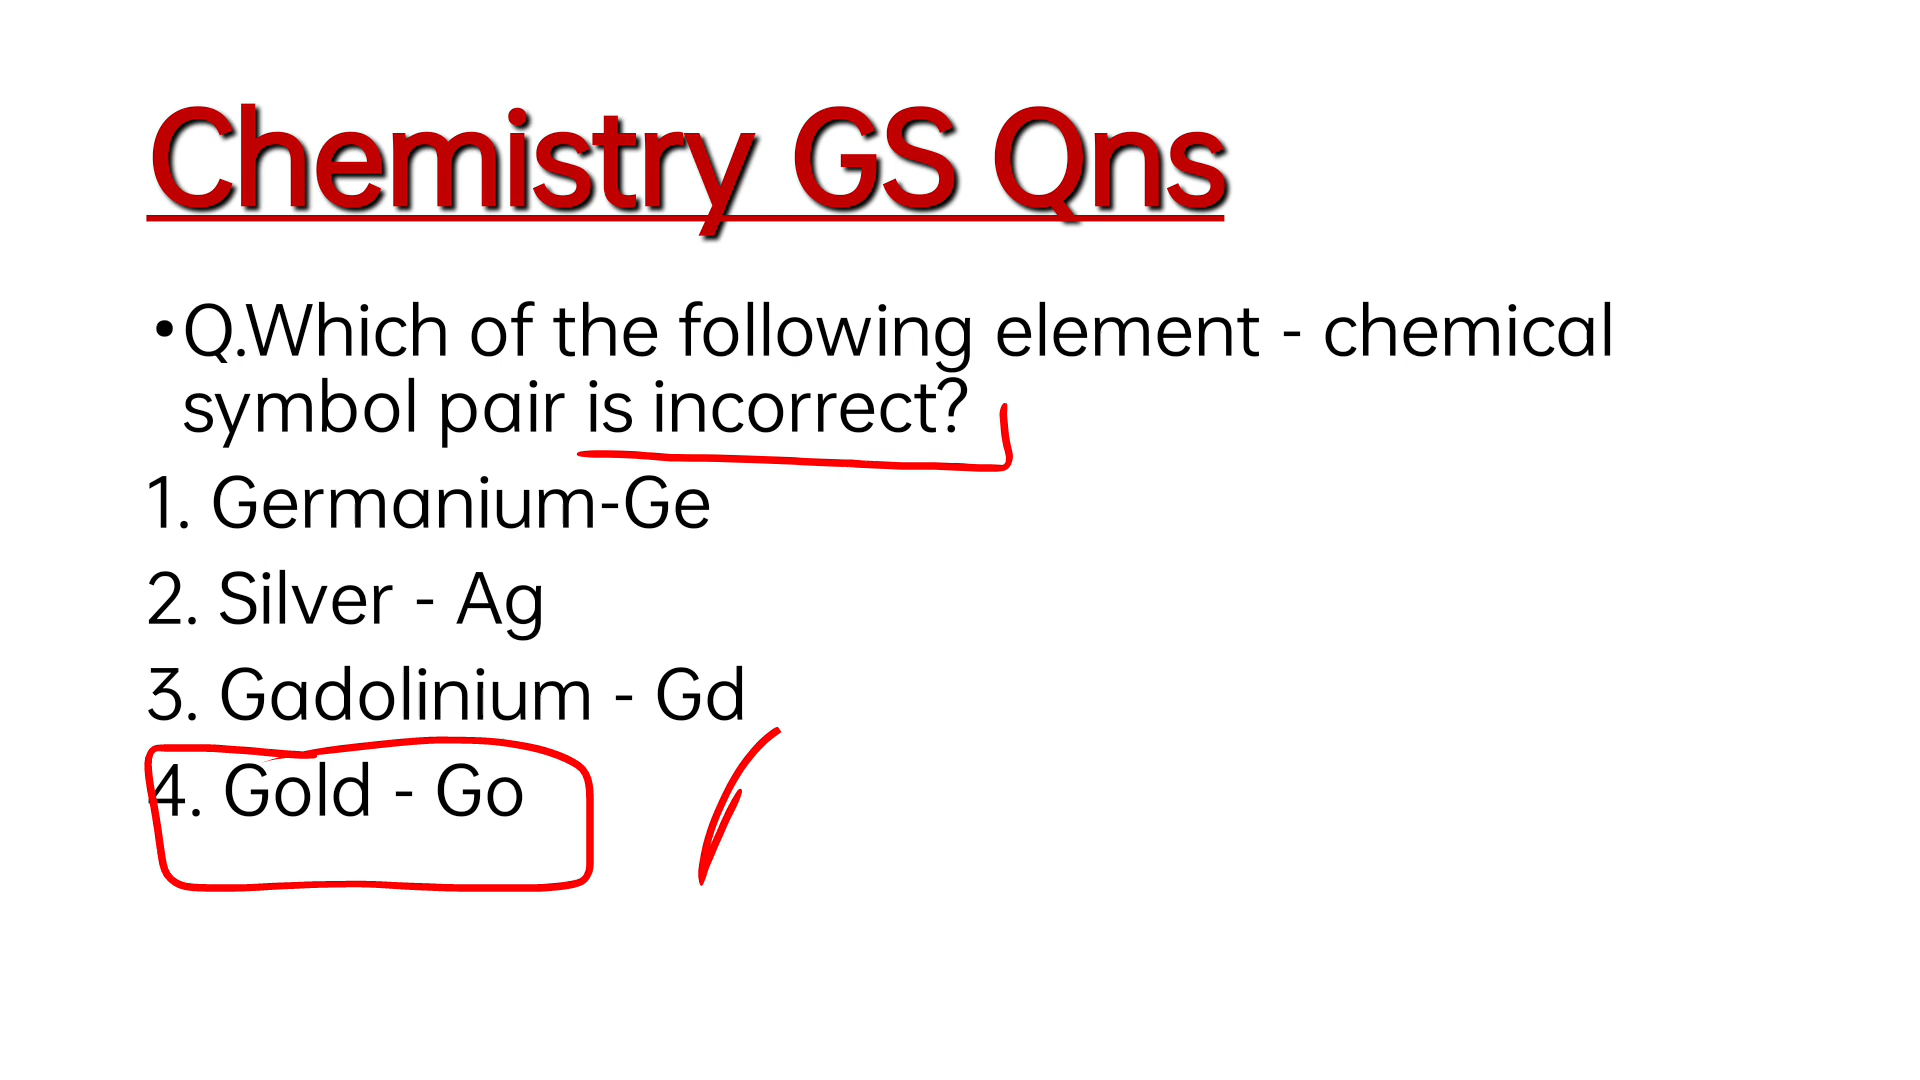 Chemistry GS Qns
•Q.Which of the following element - chemical
symbol pair is incorrect?
1. Germanium-Ge
2. Silver - Ag
3. Gadolinium - Gd
4. Gold - Go